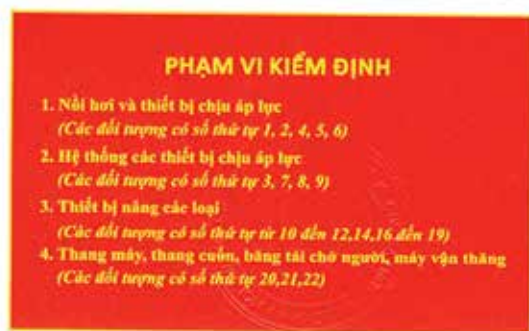 PHẠM VI KIỂM ĐỊNH
1. Nồi hơi và thiết bị chịu áp lực
(Các đối tượng có số thứ tự 1, 2, 4, 5, 6)
2. Hệ thống các thiết bị chịu áp lực
(Các đối tượng có số thứ tự 3, 7, 8, 9)
3. Thiết bị nâng các loại
(Các đối tượng có số thứ tự từ 10 đến 12,14,16 đến 19)
4. Thang máy, thang cuốn, băng tải chở người, máy vận thăng
(Các đối tượng có số thứ tự 20,21,22)